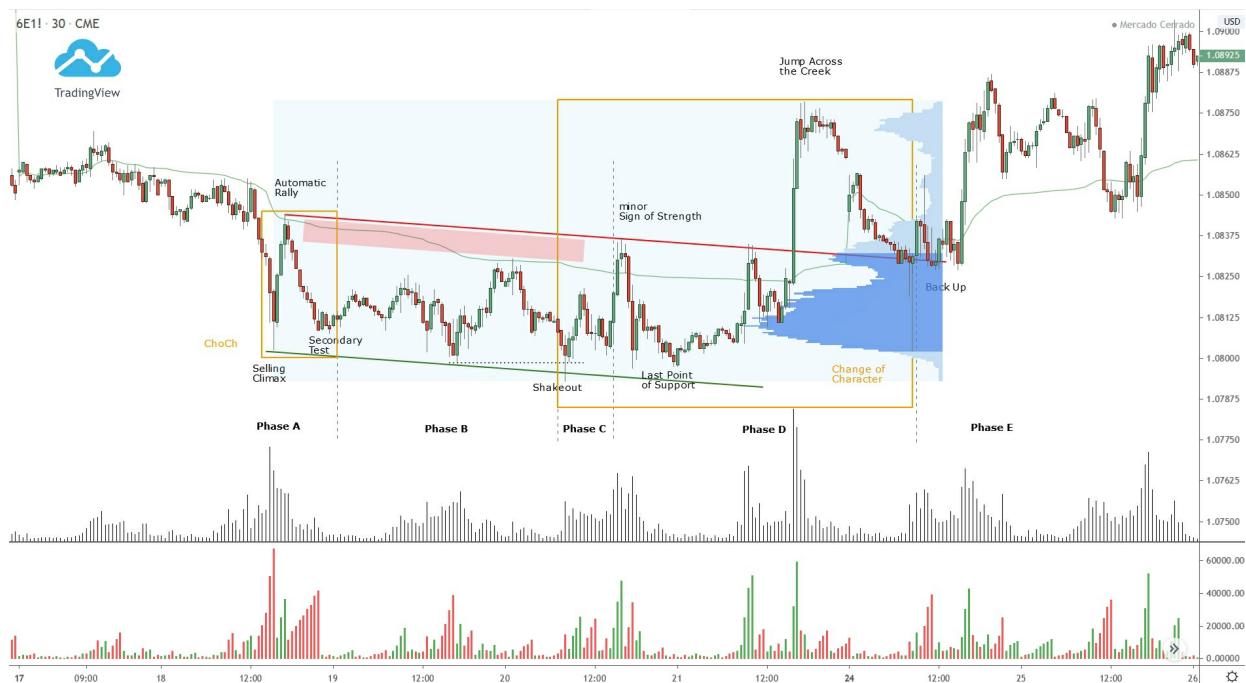 6E1! · 30 · CME
TradingView
Mercado Cerrado
USD
1.09000
1.08925
1.08875
1.08750
1.08625
1.08500
1.08375
1.08250
1.08125
1.08000
1.07875
1.07750
1.07625
1.07500
60000.00
40000.00
20000.00
0.00000
Jump Across
the Creek
Automatic
Rally
minor
Sign of Strength
Back Up
ChoCh
Secondary
Test
Selling
Climax
Shakeout
Last Point
of Support
Change of
Character
Phase A
Phase B
Phase C
Phase D
Phase E
17
09:00
18
12:00
19
12:00
20
12:00
21
12:00
24
12:00
25
12:00
26